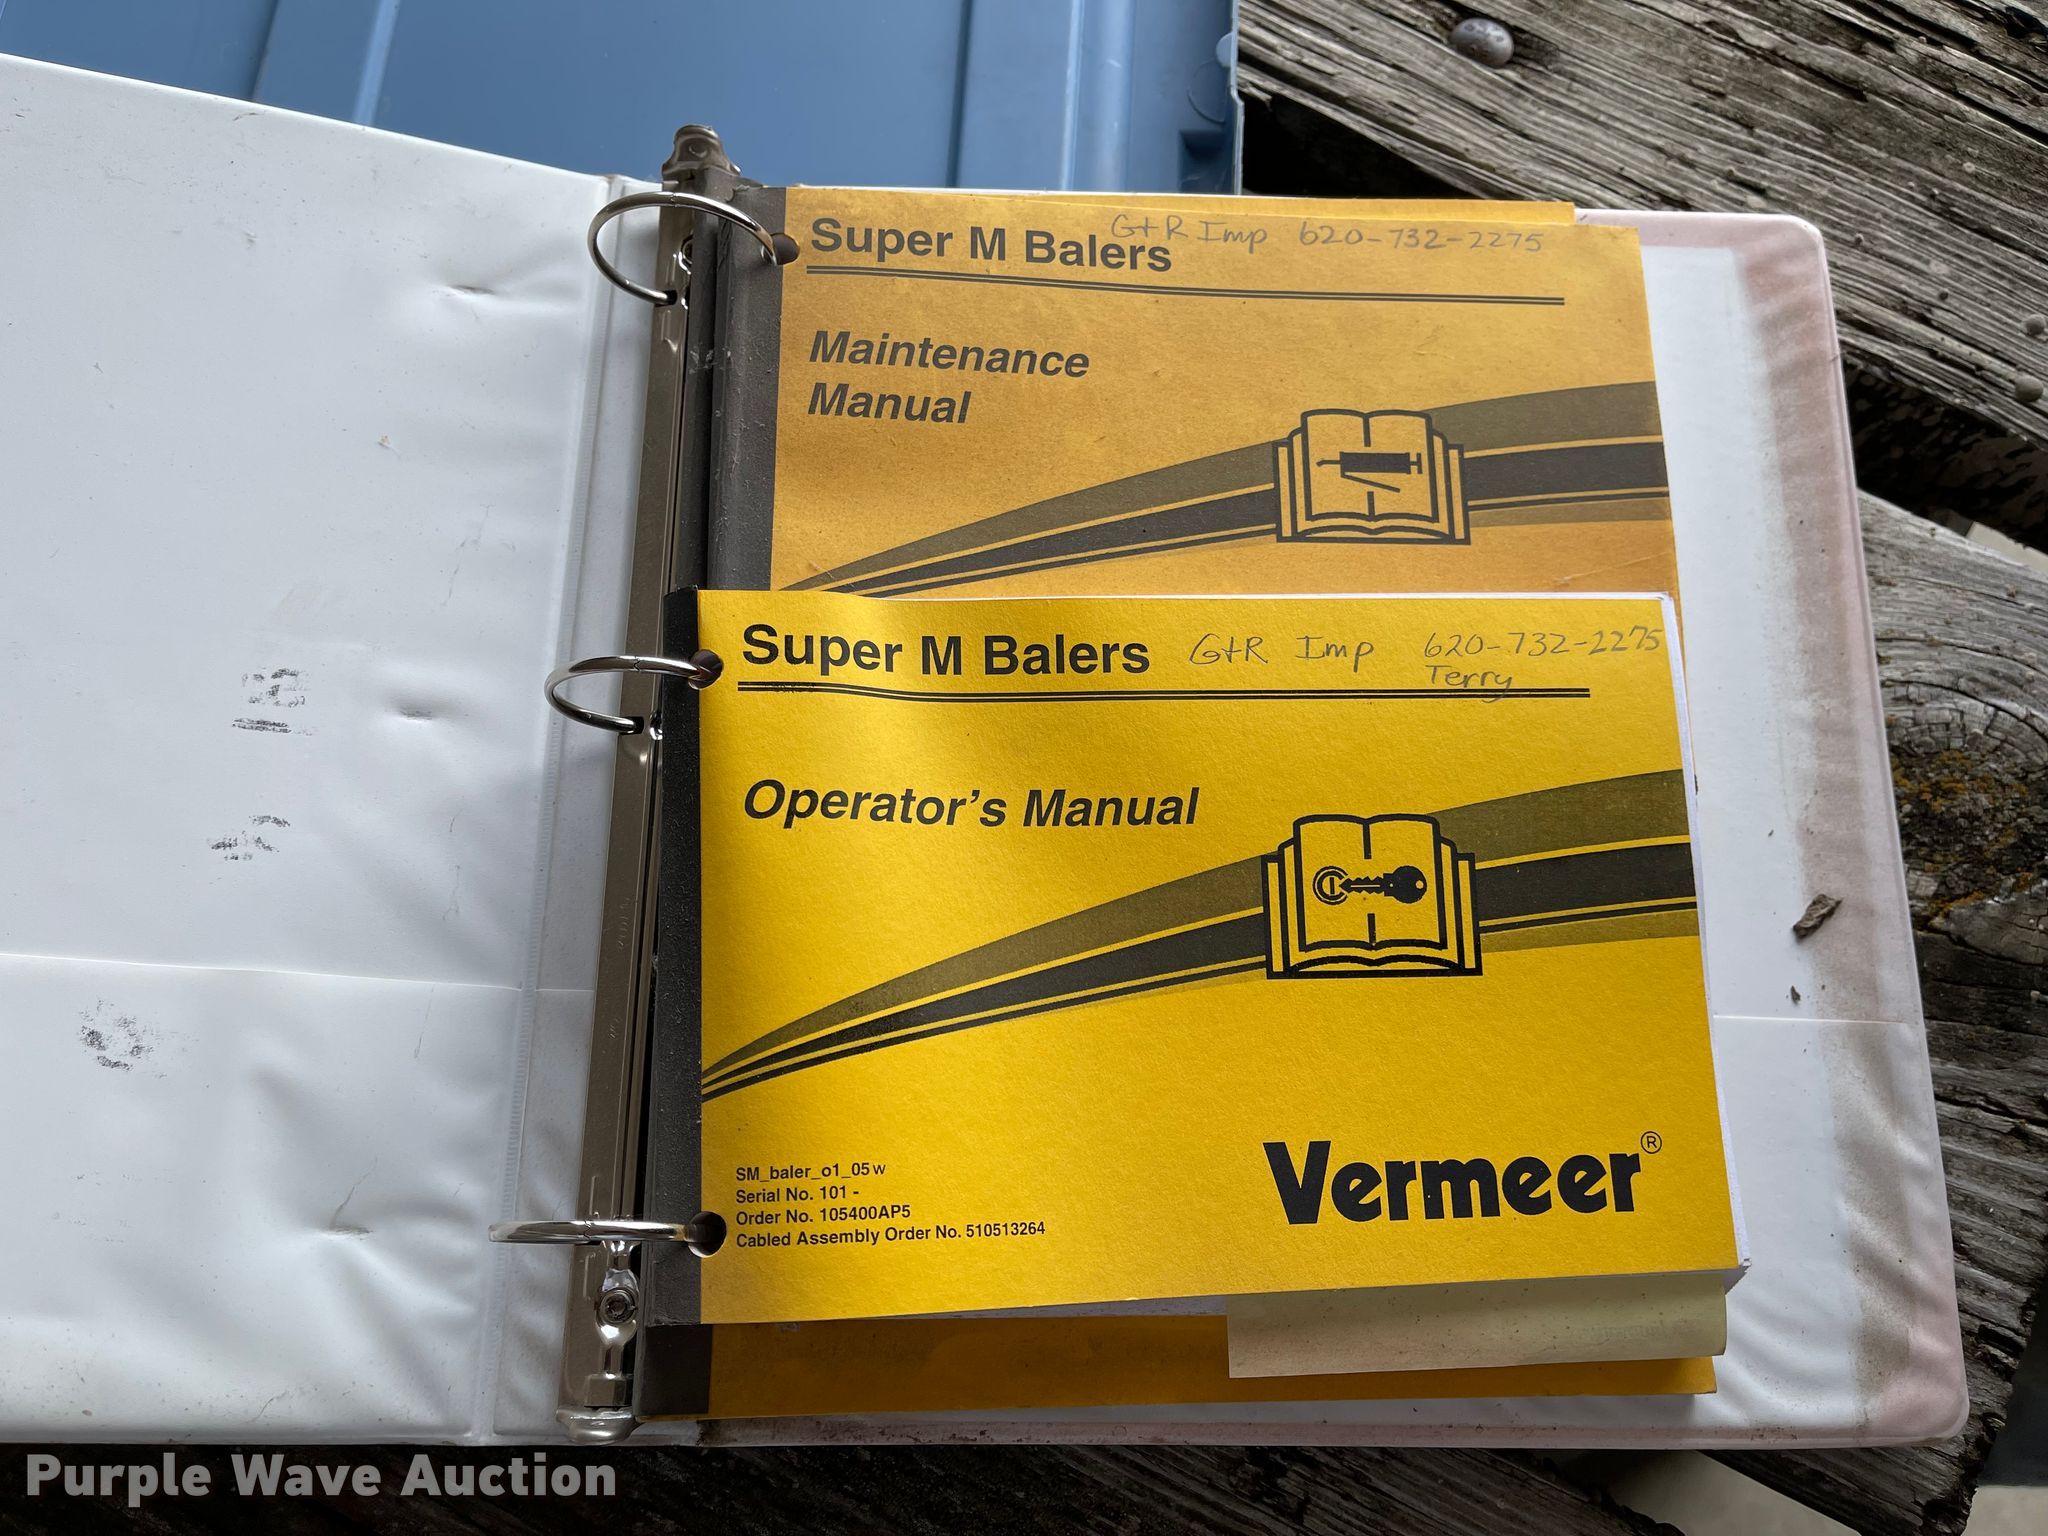 Super M Balers G+R Imp 620-732-2275
Maintenance
Manual
Super M Balers G+R Imp 620-732-2275
Terry
Operator's Manual
Vermeer®
SM_baler_o1_05w
Serial No. 101 -
Order No. 105400AP5
Cabled Assembly Order No. 510513264
Purple Wave Auction